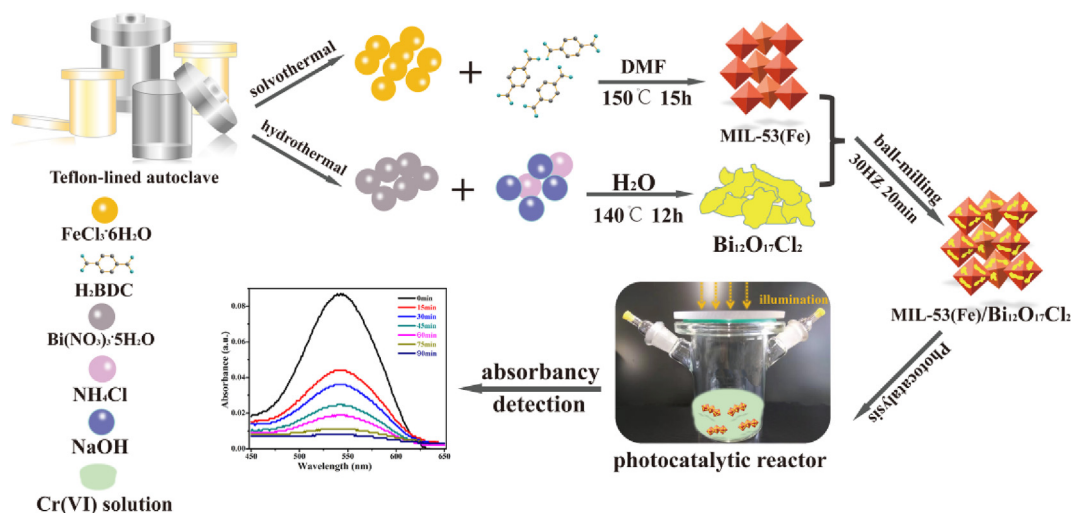 Teflon-lined autoclave
FeCl₃·6H₂O
H₂BDC
Bi(NO₃)₃·5H₂O
NH₄Cl
NaOH
Cr(VI) solution
solvothermal
hydrothermal
+
DMF
150℃ 15h
MIL-53(Fe)
+
H₂O
140℃ 12h
Bi₁₂O₁₇Cl₂
ball-milling
30HZ 20min
MIL-53(Fe)/Bi₁₂O₁₇Cl₂
Photocatalysis
illumination
photocatalytic reactor
absorbancy
detection
Absorbance (a.u.)
0.08
0.06
0.04
0.02
0.00
450
500
550
600
650
Wavelength (nm)
0min
15min
30min
45min
60min
75min
90min